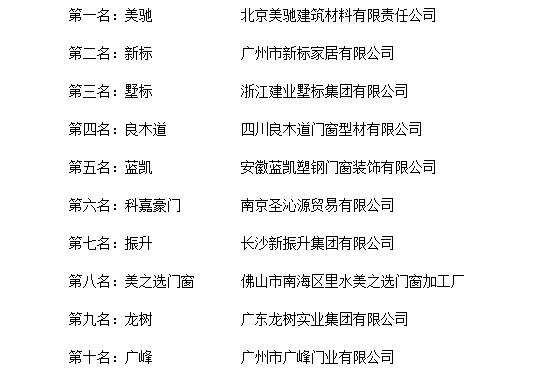 第一名：美驰 北京美驰建筑材料有限责任公司
第二名：新标 广州市新标家居有限公司
第三名：墅标 浙江建业墅标集团有限公司
第四名：良木道 四川良木道门窗型材有限公司
第五名：蓝凯 安徽蓝凯塑钢门窗装饰有限公司
第六名：科嘉豪门 南京圣沁源贸易有限公司
第七名：振升 长沙新振升集团有限公司
第八名：美之选门窗 佛山市南海区里水美之选门窗加工厂
第九名：龙树 广东龙树实业集团有限公司
第十名：广峰 广州市广峰门业有限公司